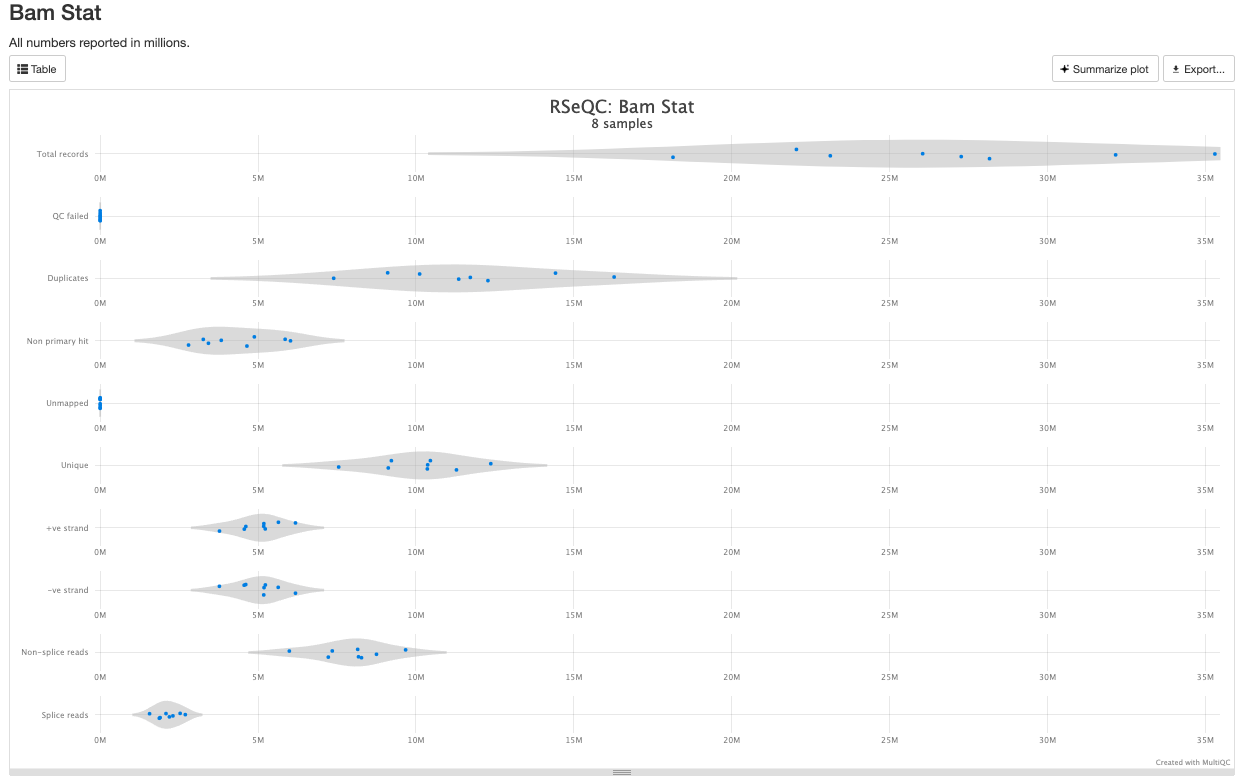 Bam Stat
All numbers reported in millions.
Table
Summarize plot
Export...
RSeQC: Bam Stat
8 samples
Total records
0M 5M 10M 15M 20M 25M 30M 35M
QC failed
0M 5M 10M 15M 20M 25M 30M 35M
Duplicates
0M 5M 10M 15M 20M 25M 30M 35M
Non primary hit
0M 5M 10M 15M 20M 25M 30M 35M
Unmapped
0M 5M 10M 15M 20M 25M 30M 35M
Unique
0M 5M 10M 15M 20M 25M 30M 35M
+ve strand
0M 5M 10M 15M 20M 25M 30M 35M
-ve strand
0M 5M 10M 15M 20M 25M 30M 35M
Non-splice reads
0M 5M 10M 15M 20M 25M 30M 35M
Splice reads
0M 5M 10M 15M 20M 25M 30M 35M
Created with MultiQC